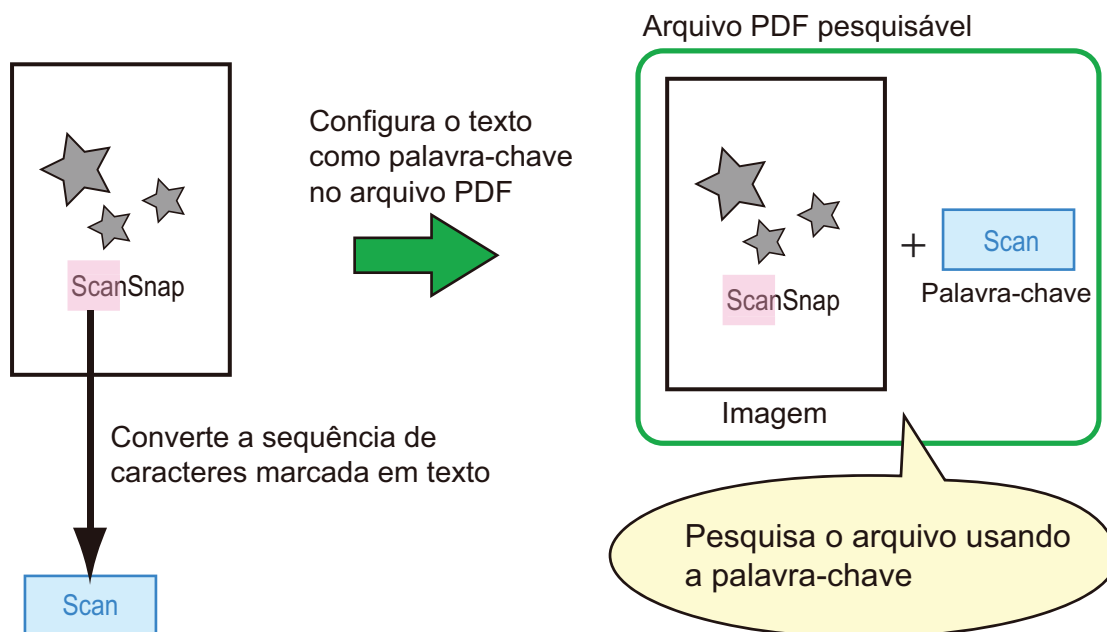 Arquivo PDF pesquisável
Configura o texto
como palavra-chave
no arquivo PDF
ScanSnap
ScanSnap
+
Scan
Palavra-chave
Imagem
Converte a sequência de
caracteres marcada em texto
Scan
Pesquisa o arquivo usando
a palavra-chave